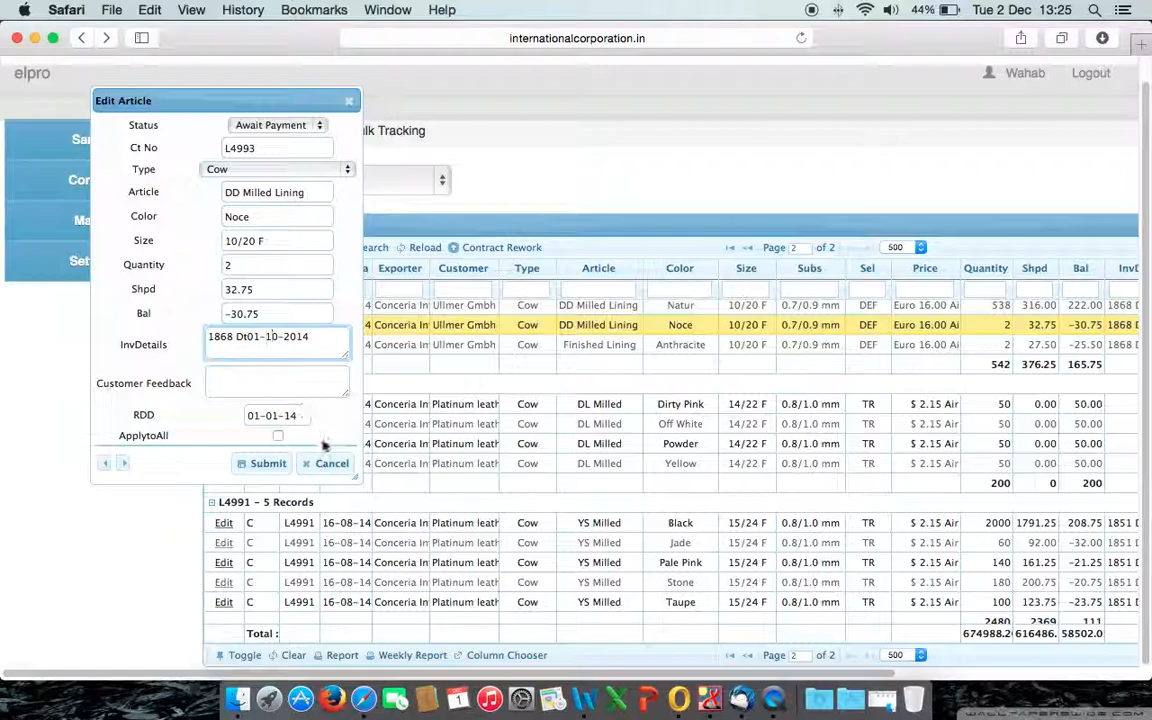 Safari File Edit View History Bookmarks Window Help 44% Tue 2 Dec 13:25
internationalcorporation.in
elpro Wahab Logout
Edit Article
Status Await Payment
Ct No L4993
Type Cow
Article DD Milled Lining
Color Noce
Size 10/20 F
Quantity 2
Shpd 32.75
Bal -30.75
InvDetails 1868 Dt01-10-2014
Customer Feedback
RDD 01-01-14
ApplytoAll
Submit Cancel
lk Tracking
earch Reload Contract Rework Page 2 of 2 500
Exporter Customer Type Article Color Size Subs Sel Price Quantity Shpd Bal InvD
4 Conceria In Ullmer Gmbh Cow DD Milled Lining Natur 10/20 F 0.7/0.9 mm DEF Euro 16.00 Ai 538 316.00 222.00 1868 D
4 Conceria In Ullmer Gmbh Cow DD Milled Lining Noce 10/20 F 0.7/0.9 mm DEF Euro 16.00 Ai 2 32.75 -30.75 1868 D
4 Conceria In Ullmer Gmbh Cow Finished Lining Anthracite 10/20 F 0.7/0.9 mm DEF Euro 16.00 Ai 2 27.50 -25.50 1868 D
542 376.25 165.75
4 Conceria In Platinum leath Cow DL Milled Dirty Pink 14/22 F 0.8/1.0 mm TR $ 2.15 Air 50 0.00 50.00
4 Conceria In Platinum leath Cow DL Milled Off White 14/22 F 0.8/1.0 mm TR $ 2.15 Air 50 0.00 50.00
4 Conceria In Platinum leath Cow DL Milled Powder 14/22 F 0.8/1.0 mm TR $ 2.15 Air 50 0.00 50.00
4 Conceria In Platinum leath Cow DL Milled Yellow 14/22 F 0.8/1.0 mm TR $ 2.15 Air 50 0.00 50.00
200 0 200
L4991 - 5 Records
Edit C L4991 16-08-14 Conceria In Platinum leath Cow YS Milled Black 15/24 F 0.8/1.0 mm TR $ 2.15 Air 2000 1791.25 208.75 1851 D
Edit C L4991 16-08-14 Conceria In Platinum leath Cow YS Milled Jade 15/24 F 0.8/1.0 mm TR $ 2.15 Air 60 92.00 -32.00 1851 D
Edit C L4991 16-08-14 Conceria In Platinum leath Cow YS Milled Pale Pink 15/24 F 0.8/1.0 mm TR $ 2.15 Air 140 161.25 -21.25 1851 D
Edit C L4991 16-08-14 Conceria In Platinum leath Cow YS Milled Stone 15/24 F 0.8/1.0 mm TR $ 2.15 Air 180 200.75 -20.75 1851 D
Edit C L4991 16-08-14 Conceria In Platinum leath Cow YS Milled Taupe 15/24 F 0.8/1.0 mm TR $ 2.15 Air 100 123.75 -23.75 1851 D
2480 2369 111
Total : 674988.2 616486. 58502.0
Toggle Clear Report Weekly Report Column Chooser Page 2 of 2 500